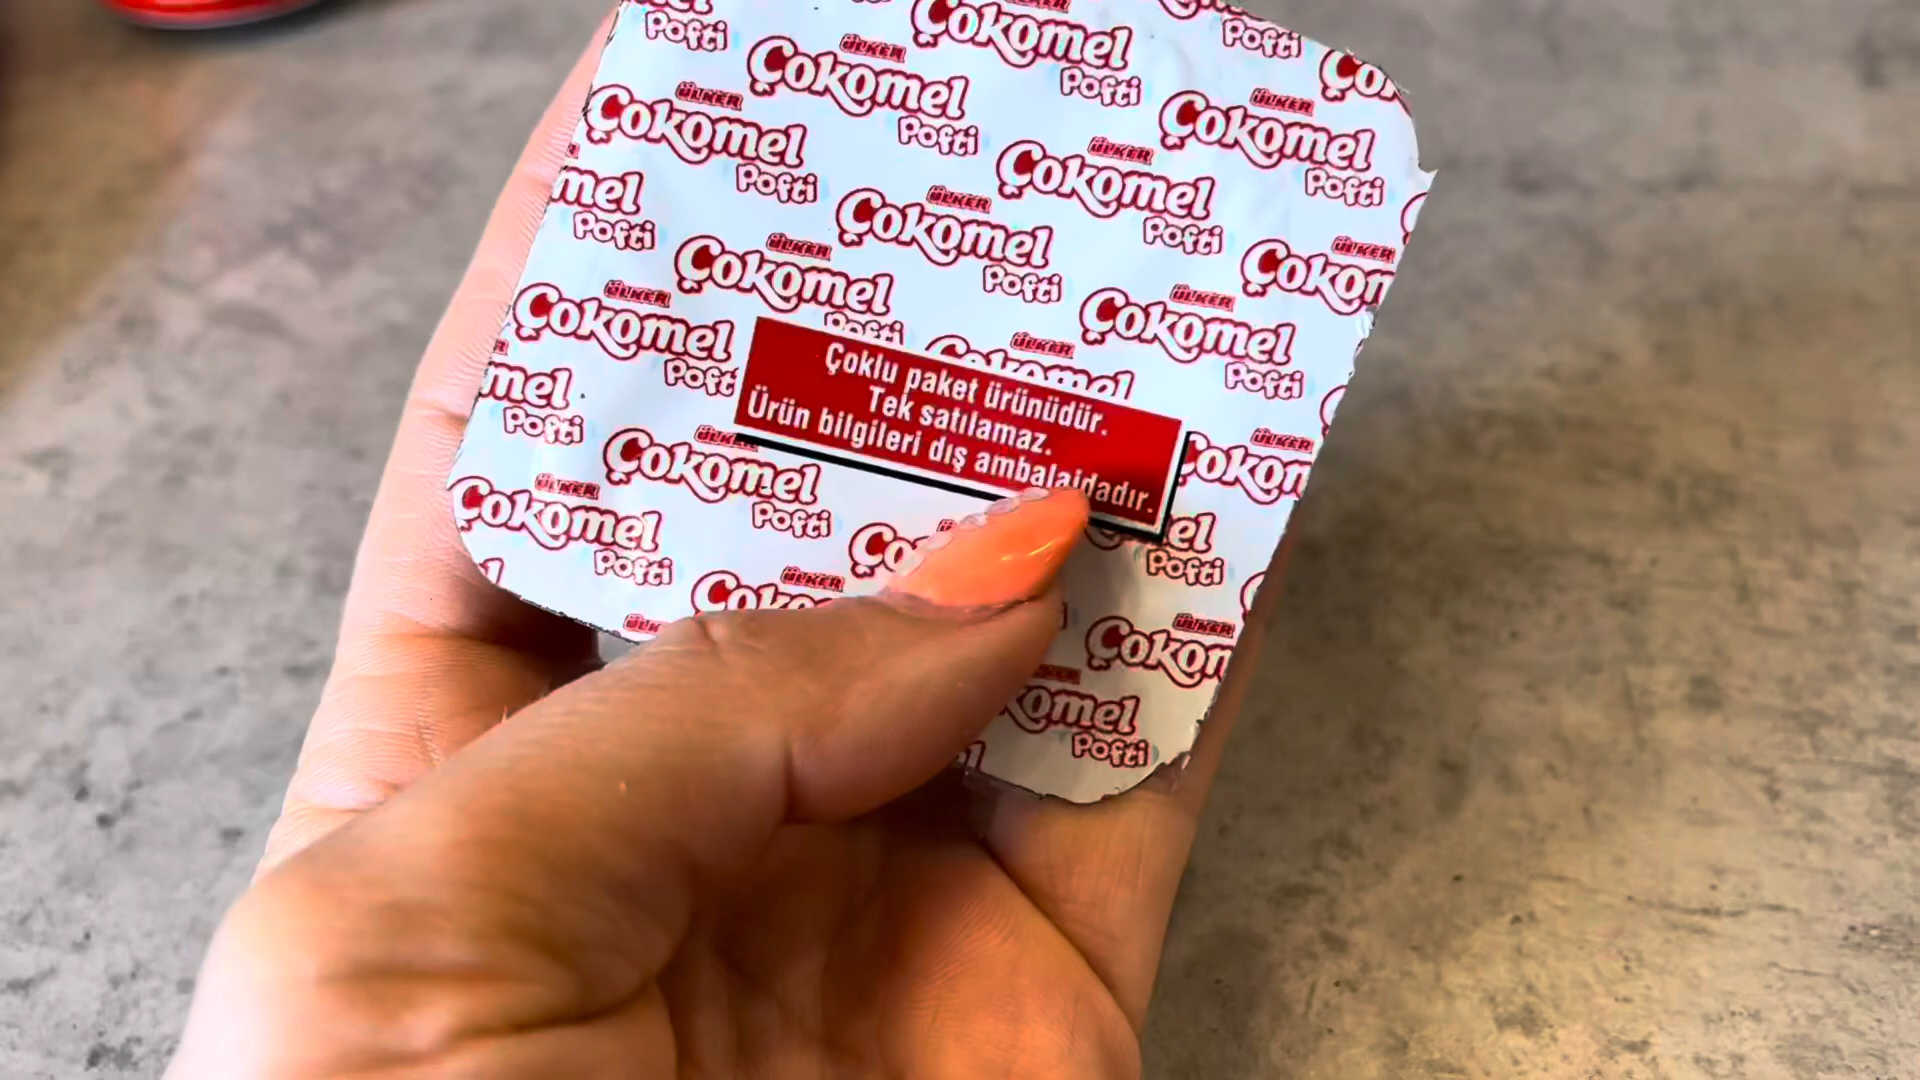 ÜLKER
Çokomel
Pofti
Çoklu paket ürünüdür.
Tek satılamaz.
Ürün bilgileri dış ambalajdadır.